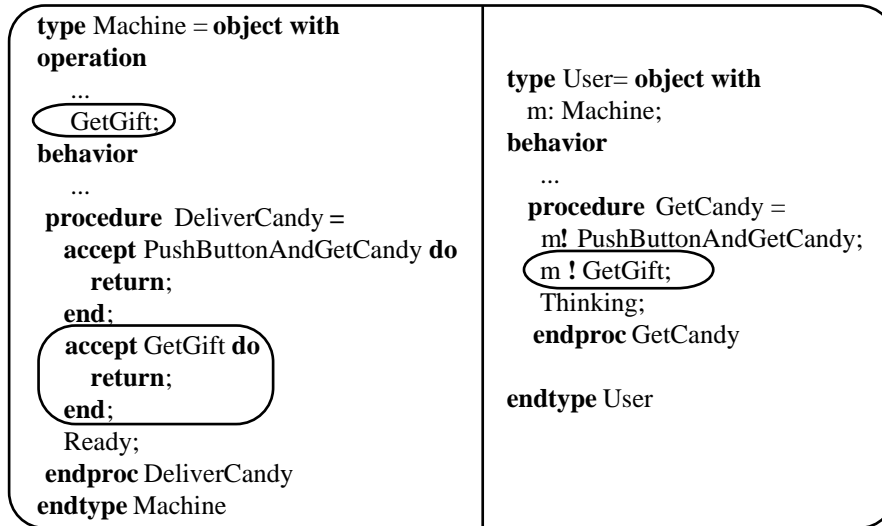 type Machine = object with
operation
...
GetGift;
behavior
...
procedure DeliverCandy =
accept PushButtonAndGetCandy do
return;
end;
accept GetGift do
return;
end;
Ready;
endproc DeliverCandy
endtype Machine
type User= object with
m: Machine;
behavior
...
procedure GetCandy =
m! PushButtonAndGetCandy;
m ! GetGift;
Thinking;
endproc GetCandy
endtype User